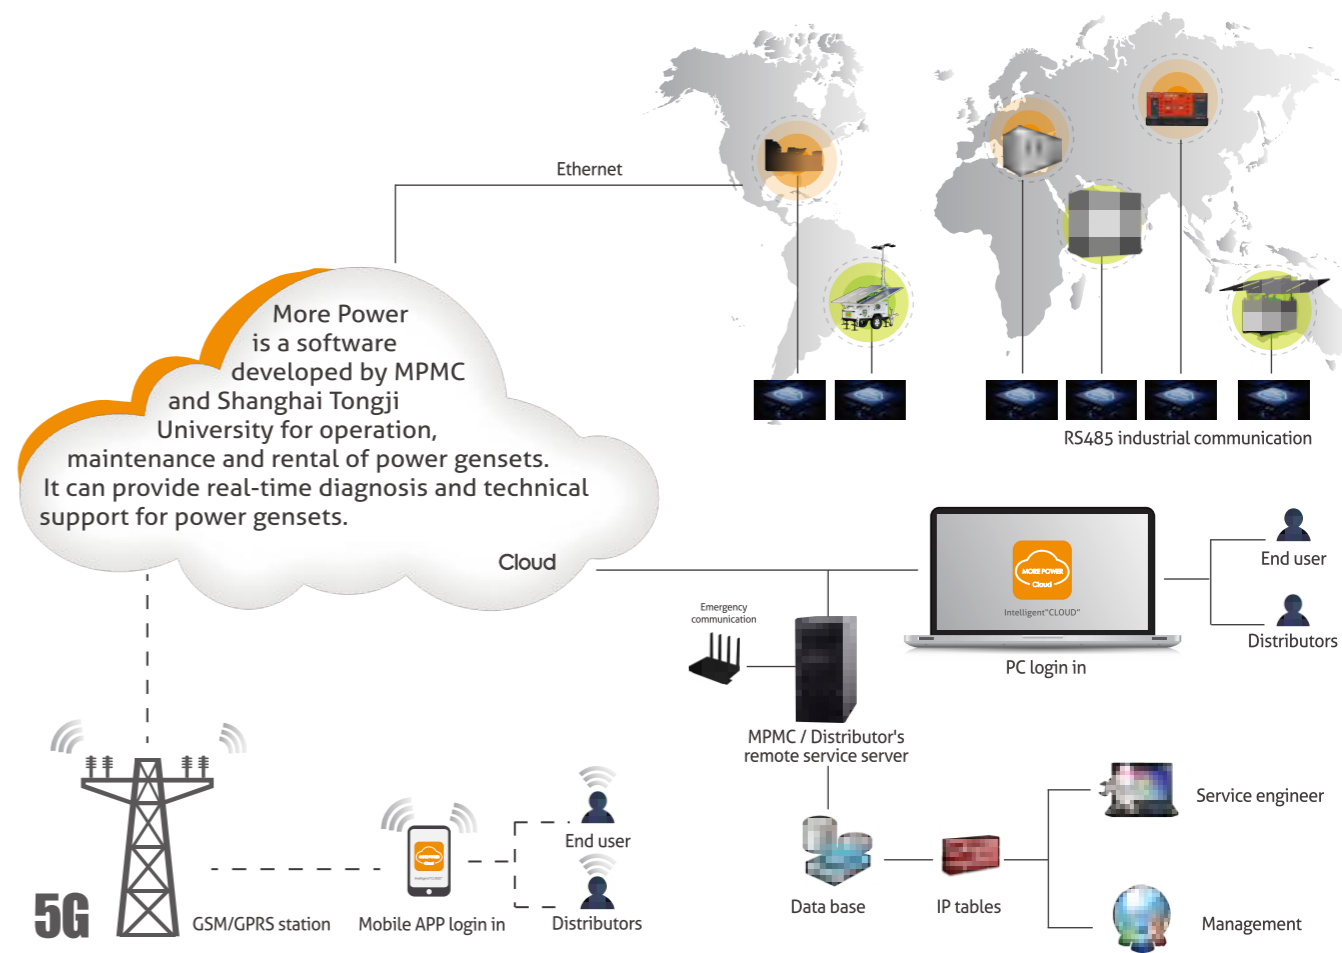 Ethernet
More Power
is a software
developed by MPMC
and Shanghai Tongji
University for operation,
maintenance and rental of power gensets.
It can provide real-time diagnosis and technical
support for power gensets.
Cloud
RS485 industrial communication
MORE POWER
Cloud
Intelligent"CLOUD"
PC login in
End user
Distributors
Emergency
communication
MPMC / Distributor's
remote service server
Data base
IP tables
Service engineer
Management
5G
GSM/GPRS station
Mobile APP login in
End user
Distributors